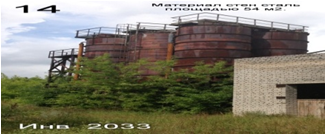 14
Материал стен сталь
площадью 54 м2.
Инв 2033